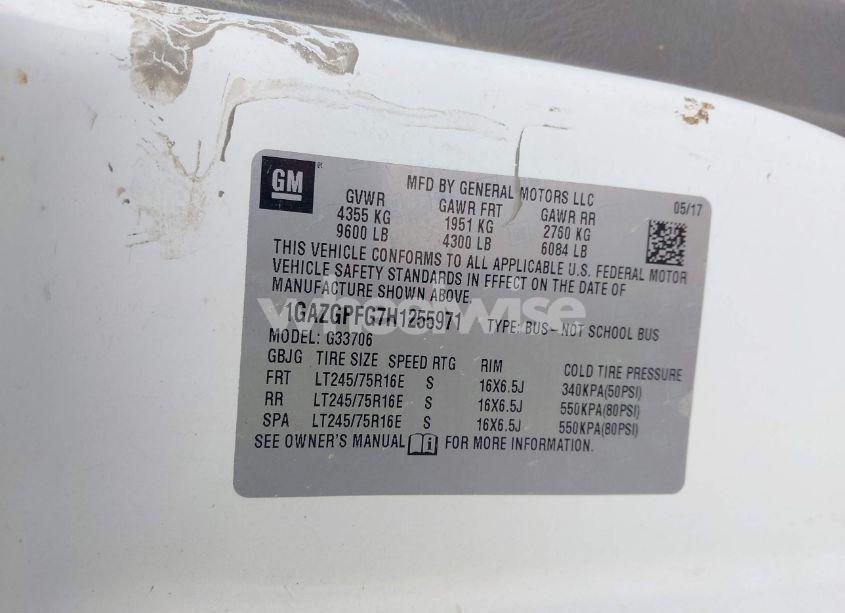 GM
MFD BY GENERAL MOTORS LLC
05/17
GVWR GAWR FRT GAWR RR
4355 KG 1951 KG 2760 KG
9600 LB 4300 LB 6084 LB
THIS VEHICLE CONFORMS TO ALL APPLICABLE U.S. FEDERAL MOTOR
VEHICLE SAFETY STANDARDS IN EFFECT ON THE DATE OF
MANUFACTURE SHOWN ABOVE.
1GAZGPFG7H1255971 TYPE: BUS-NOT SCHOOL BUS
wheelwise
MODEL: G33706
GBJG TIRE SIZE SPEED RTG RIM COLD TIRE PRESSURE
FRT LT245/75R16E S 16X6.5J 340KPA(50PSI)
RR LT245/75R16E S 16X6.5J 550KPA(80PSI)
SPA LT245/75R16E S 16X6.5J 550KPA(80PSI)
SEE OWNER'S MANUAL FOR MORE INFORMATION.